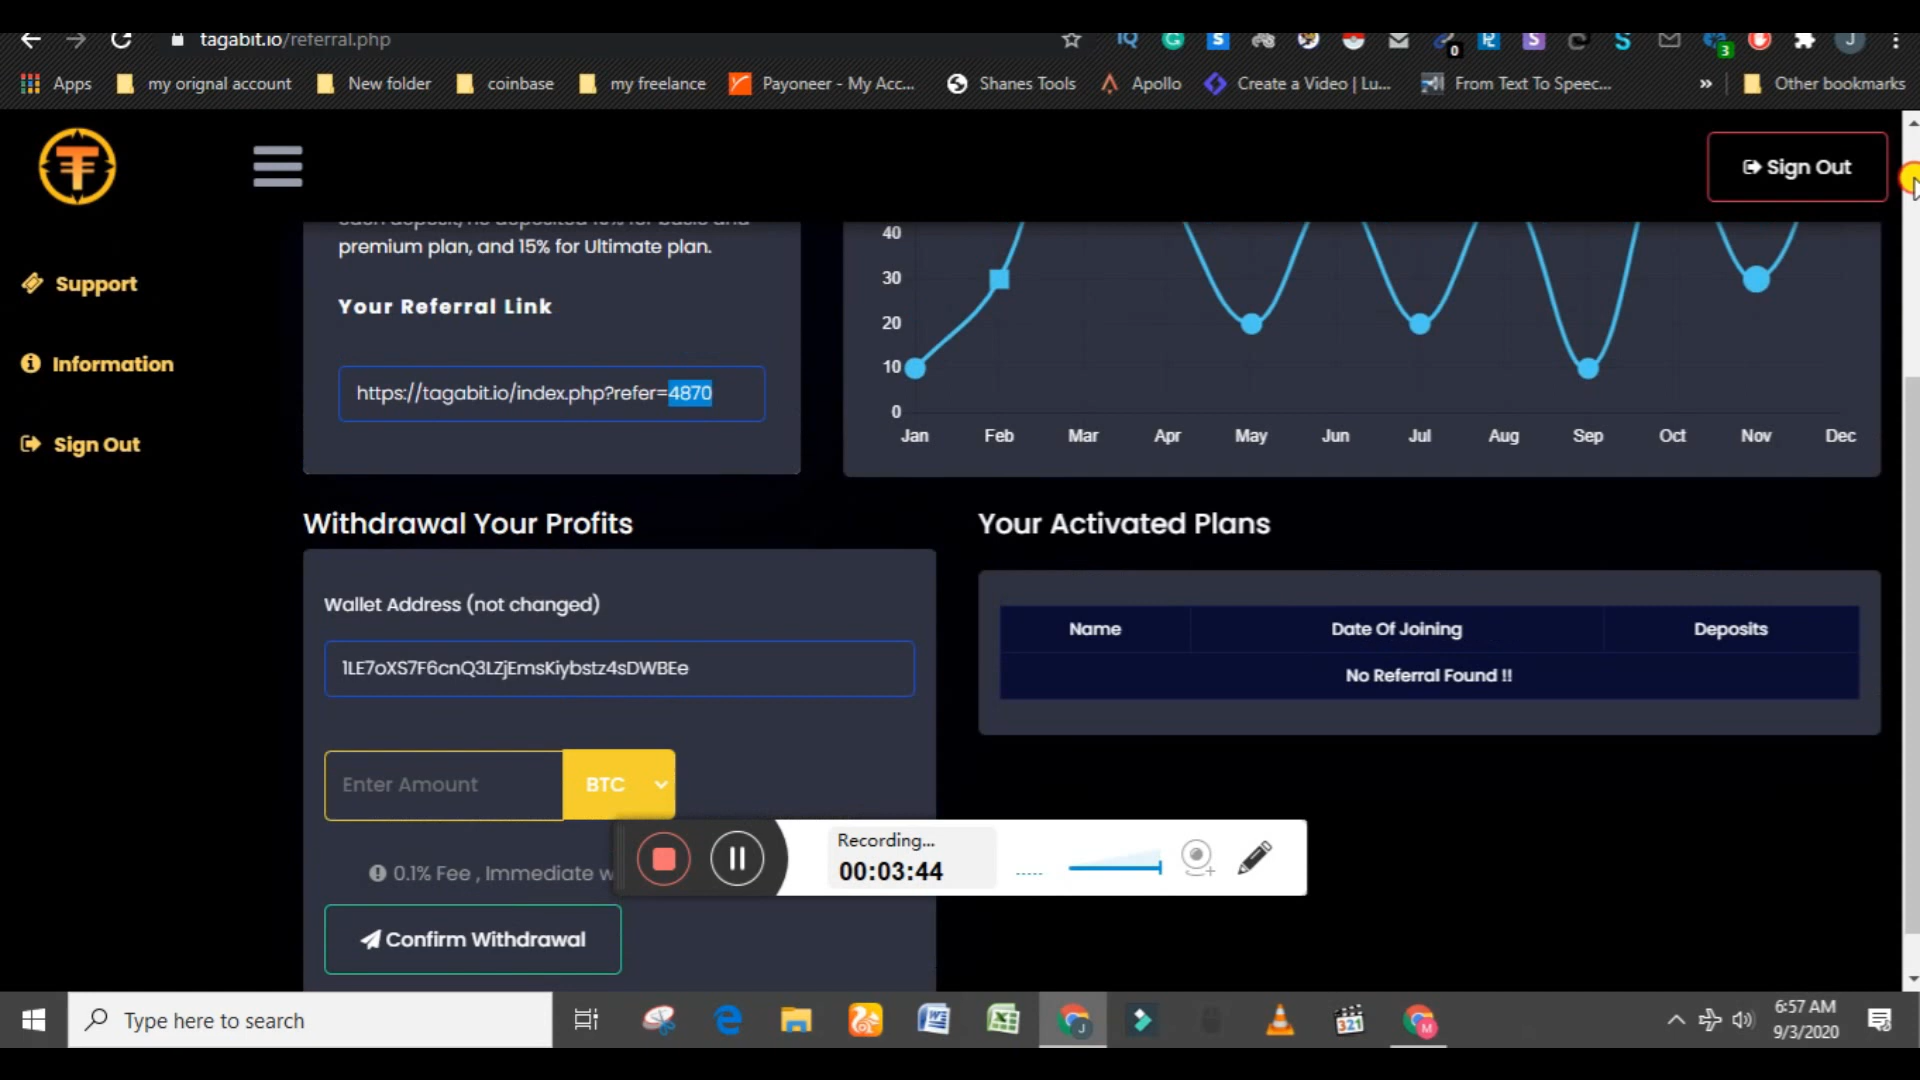 tagabit.io/referral.php
Apps
my orignal account
New folder
coinbase
my freelance
Payoneer - My Acc...
Shanes Tools
Apollo
Create a Video | Lu...
From Text To Speec...
»
Other bookmarks
Sign Out
Support
Information
Sign Out
premium plan, and 15% for Ultimate plan.
Your Referral Link
https://tagabit.io/index.php?refer=4870
40
30
20
10
0
Jan Feb Mar Apr May Jun Jul Aug Sep Oct Nov Dec
Withdrawal Your Profits
Wallet Address (not changed)
1LE7oXS7F6cnQ3LZjEmsKiybstz4sDWBEe
Enter Amount
BTC
0.1% Fee , Immediate w
Confirm Withdrawal
Your Activated Plans
Name Date Of Joining Deposits
No Referral Found !!
Recording...
00:03:44
Type here to search
6:57 AM
9/3/2020